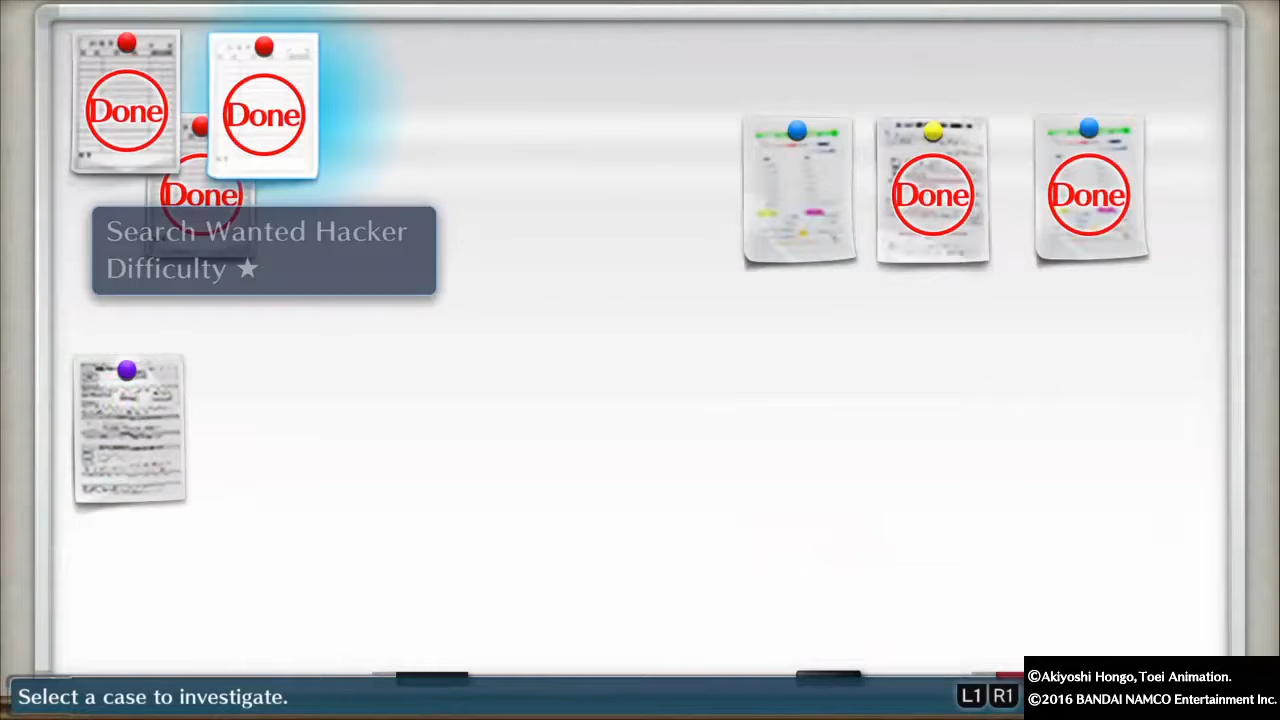 Done
Done
Done
Done
Done
Search Wanted Hacker
Difficulty ★
Select a case to investigate.
L1 R1
©Akiyoshi Hongo, Toei Animation.
©2016 BANDAI NAMCO Entertainment Inc.